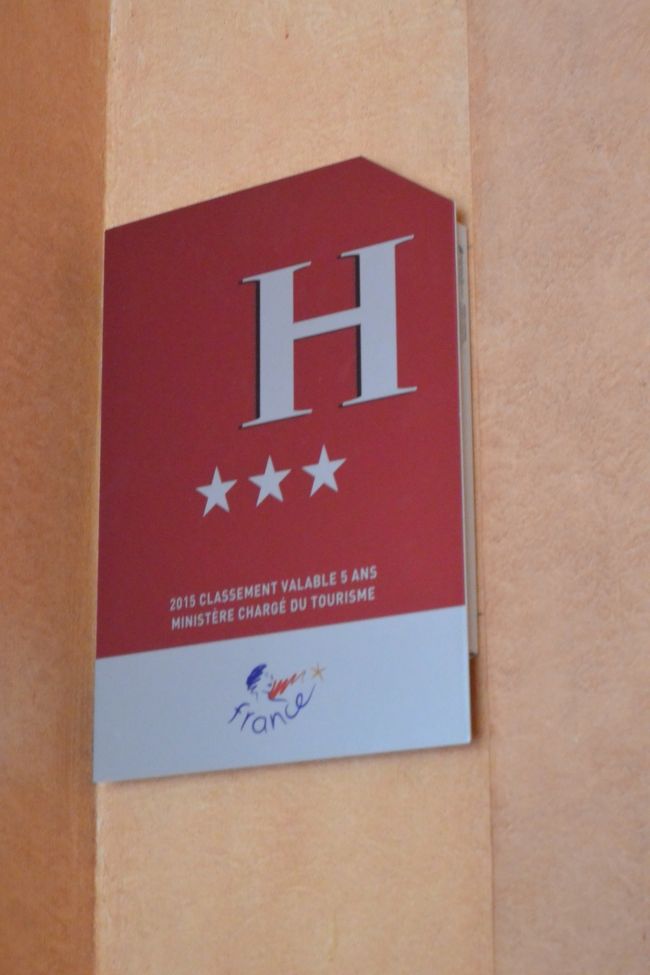 H
2015 CLASSEMENT VALABLE 5 ANS
MINISTÈRE CHARGÉ DU TOURISME
france